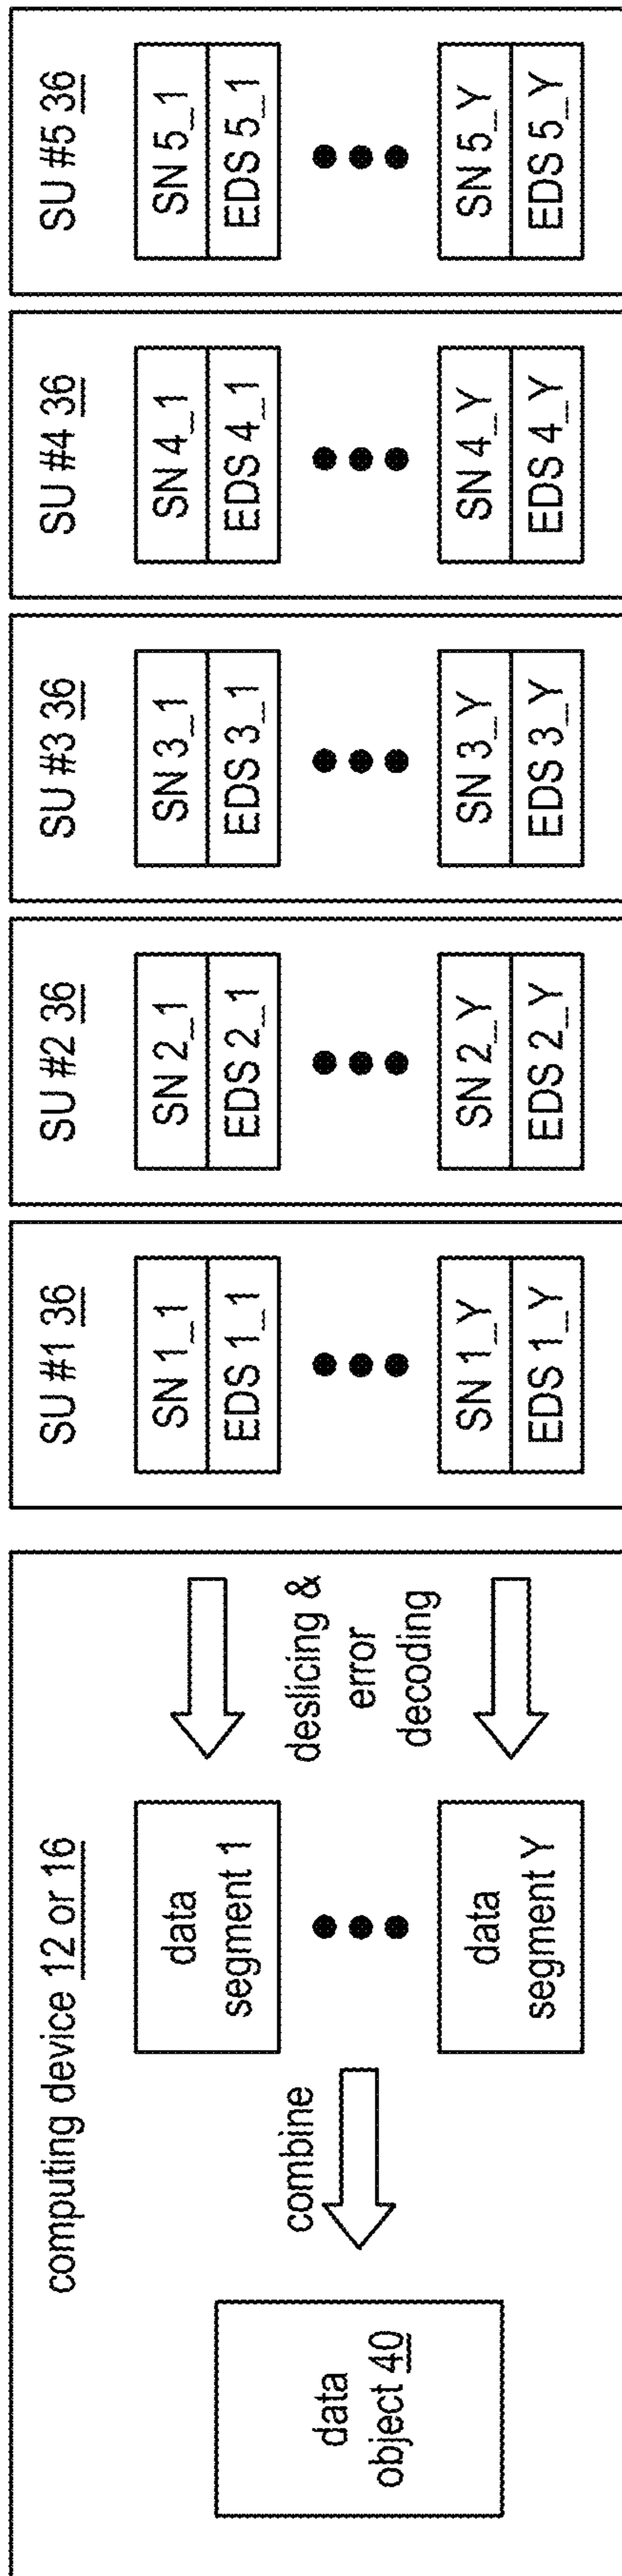 computing device 12 or 16
data
object 40
combine
data
segment 1
data
segment Y
deslicing &
error
decoding
SU #1 36
SN 1_1
EDS 1_1
SN 1_Y
EDS 1_Y
SU #2 36
SN 2_1
EDS 2_1
SN 2_Y
EDS 2_Y
SU #3 36
SN 3_1
EDS 3_1
SN 3_Y
EDS 3_Y
SU #4 36
SN 4_1
EDS 4_1
SN 4_Y
EDS 4_Y
SU #5 36
SN 5_1
EDS 5_1
SN 5_Y
EDS 5_Y